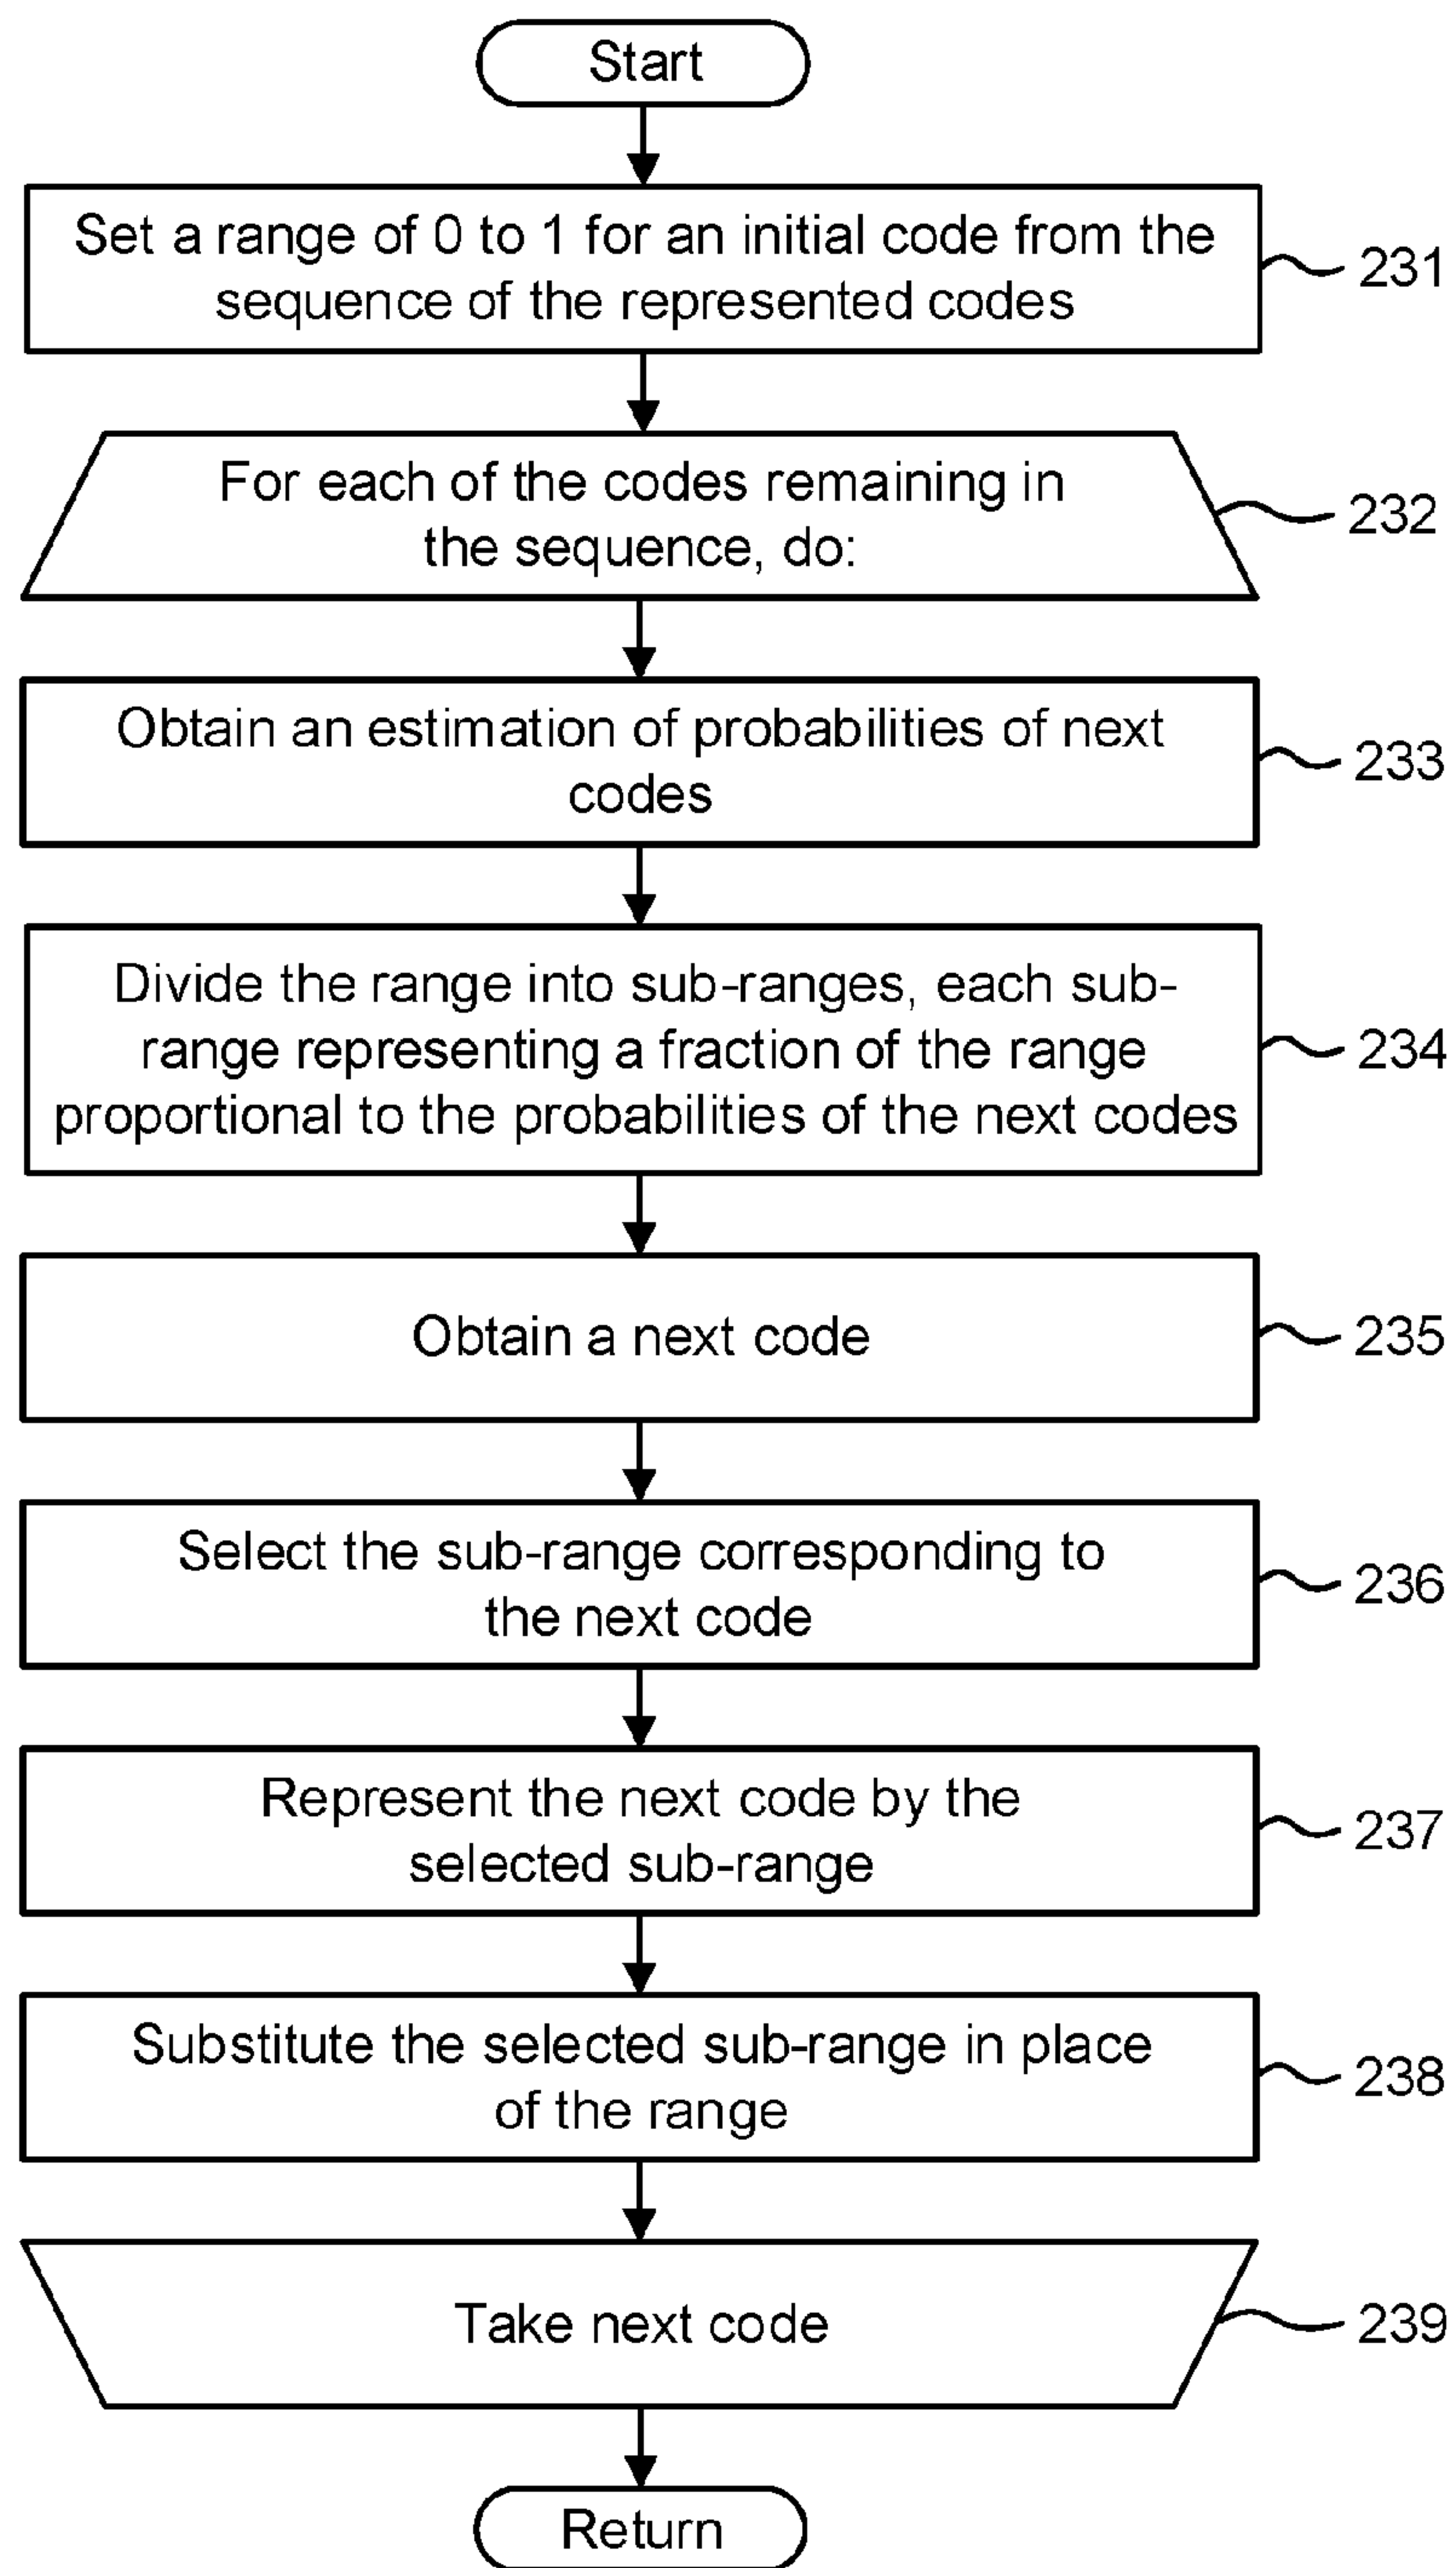 Start
Set a range of 0 to 1 for an initial code from the
sequence of the represented codes
231
For each of the codes remaining in
the sequence, do:
232
Obtain an estimation of probabilities of next
codes
233
Divide the range into sub-ranges, each sub-
range representing a fraction of the range
proportional to the probabilities of the next codes
234
Obtain a next code
235
Select the sub-range corresponding to
the next code
236
Represent the next code by the
selected sub-range
237
Substitute the selected sub-range in place
of the range
238
Take next code
239
Return